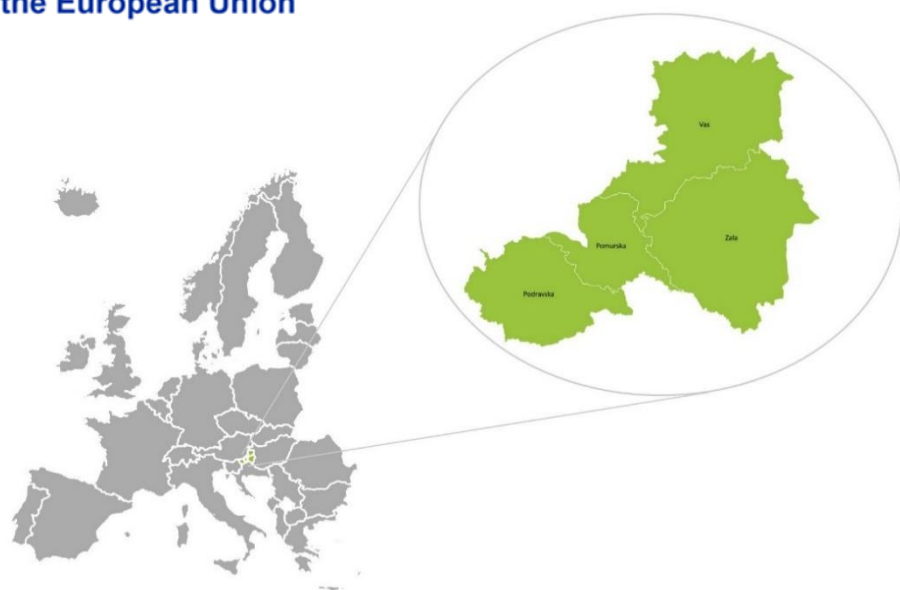 the European Union
Vas
Pomurska
Zala
Podravska